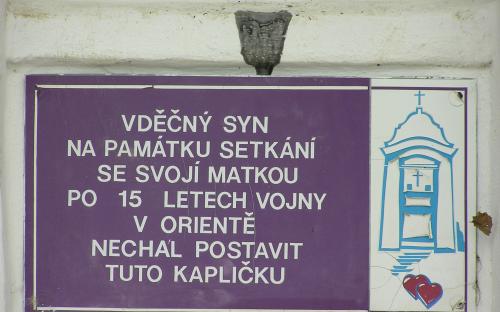 VDĚČNÝ SYN
NA PAMÁTKU SETKÁNÍ
SE SVOJÍ MATKOU
PO 15 LETECH VOJNY
V ORIENTĚ
NECHAL POSTAVIT
TUTO KAPLIČKU